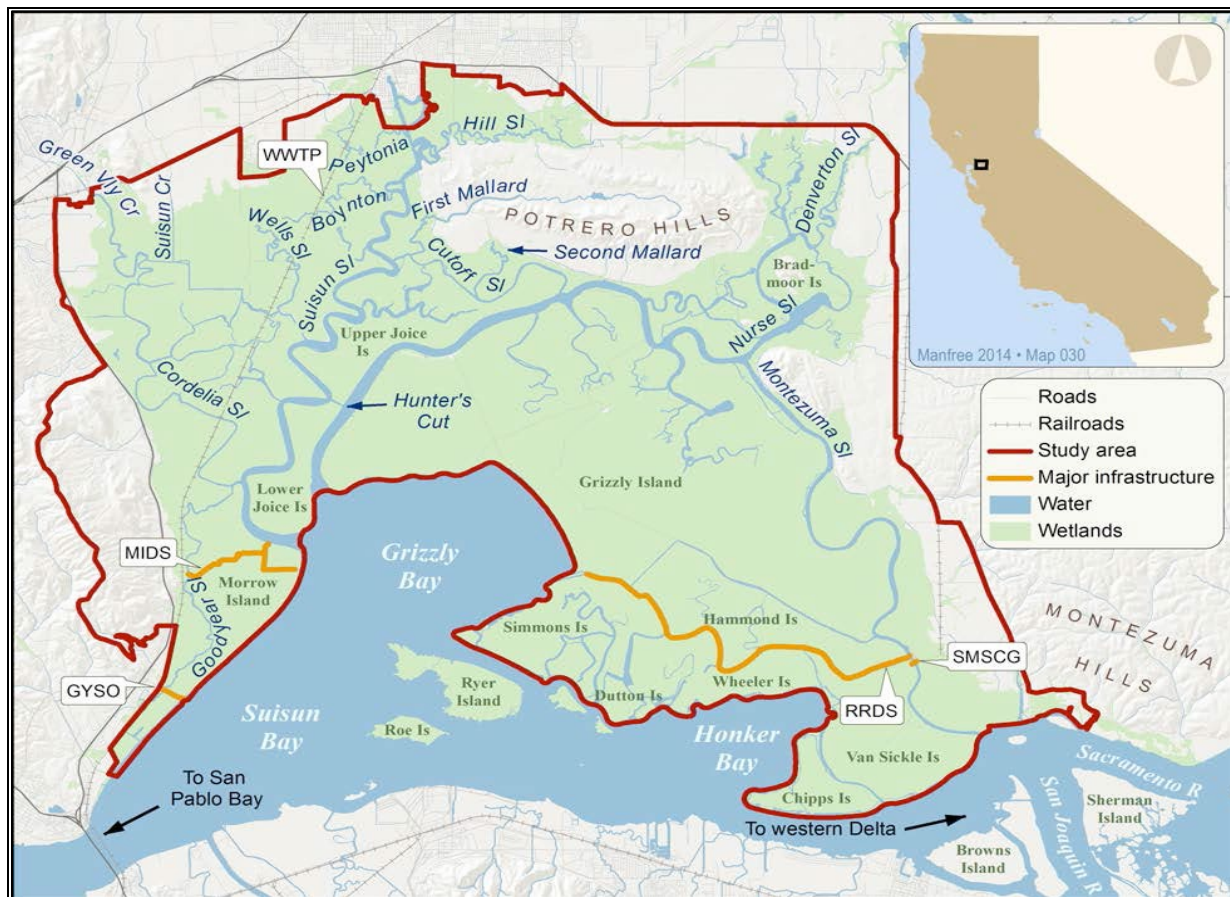 Hill Sl
Peytonia
WWTP
Green Vly Cr
Suisun Cr
Boynton
First Mallard
Wells Sl
POTRERO HILLS
Denverton Sl
Second Mallard
Cutoff Sl
Suisun Sl
Brad-
moor Is
Nurse Sl
Upper Joice
Is
Cordelia Sl
Hunter's
Cut
Montezuma Sl
Lower
Joice Is
Grizzly Island
MIDS
Morrow
Island
Goodyear Sl
Grizzly
Bay
Simmons Is
Hammond Is
SMSCG
GYSO
Ryer
Island
Dutton Is
Wheeler Is
RRDS
Suisun
Bay
Roe Is
Honker
Bay
Van Sickle Is
Chipps Is
To San
Pablo Bay
To western Delta
Sacramento R
San
Joaquin R
Sherman
Island
Browns
Island
MONTEZUMA
HILLS
Manfree 2014 • Map 030
Roads
Railroads
Study area
Major infrastructure
Water
Wetlands